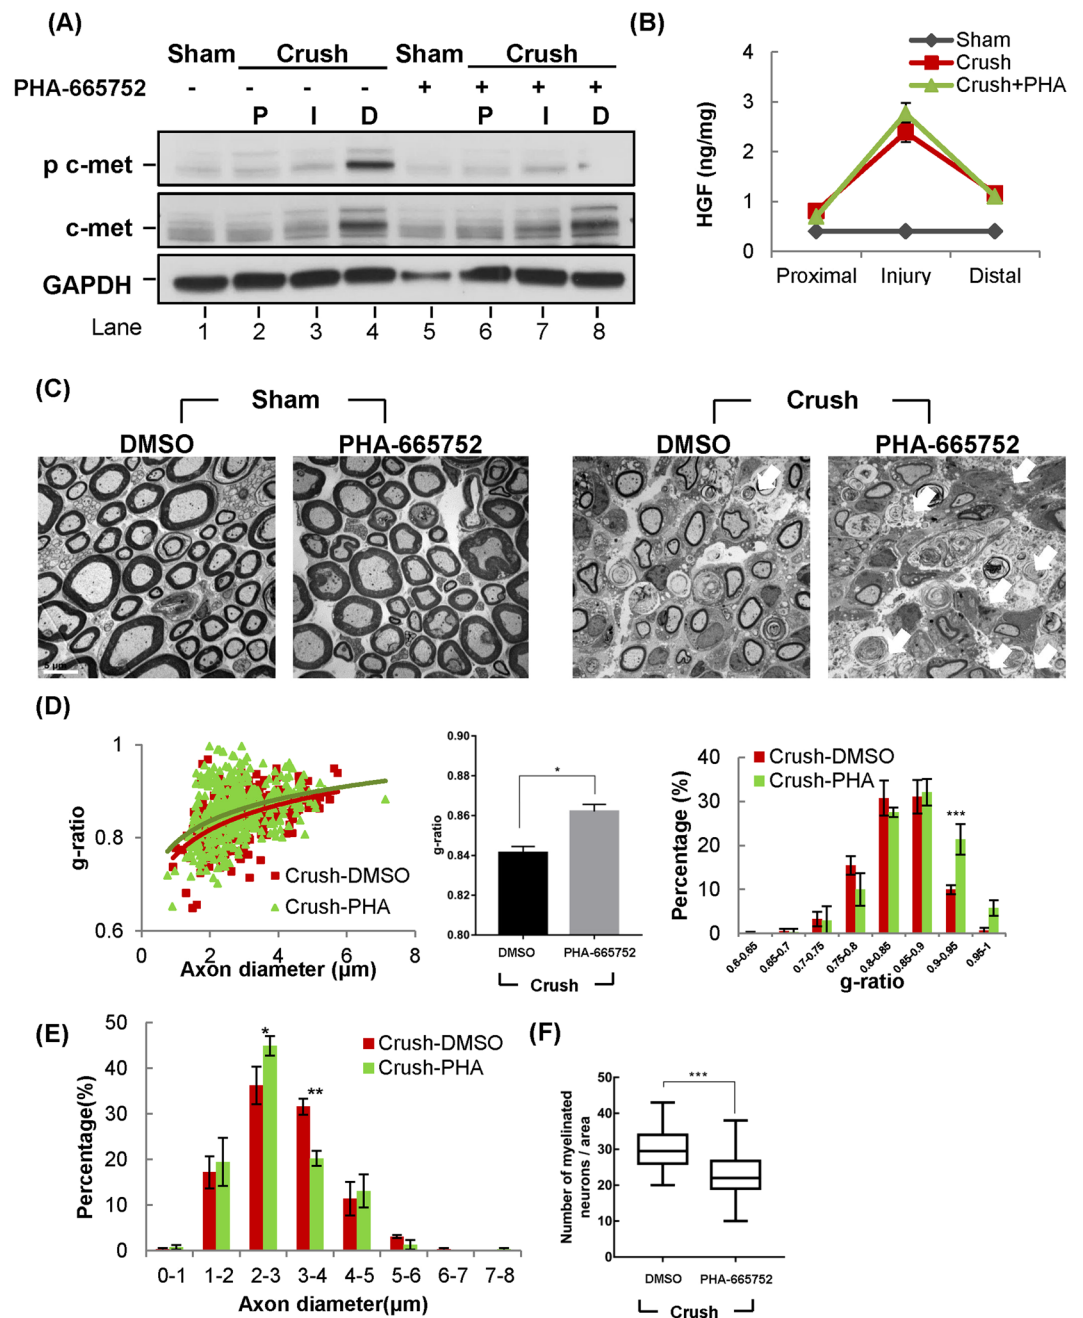 (A)
Sham Crush Sham Crush
PHA-665752 - - - - + + + +
P I D P I D
p c-met
c-met
GAPDH
Lane 1 2 3 4 5 6 7 8
(B)
Sham
Crush
Crush+PHA
4
3
2
1
0
HGF (ng/mg)
Proximal Injury Distal
(C)
Sham Crush
DMSO PHA-665752 DMSO PHA-665752
5 μm
(D)
1
0.8
0.6
g-ratio
Crush-DMSO
Crush-PHA
0 2 4 6 8
Axon diameter (μm)
0.90
0.88
0.86
0.84
0.82
0.80
g-ratio
*
DMSO PHA-665752
Crush
Crush-DMSO
Crush-PHA
40
30
20
10
0
Percentage (%)
***
0.6-0.65 0.65-0.7 0.7-0.75 0.75-0.8 0.8-0.85 0.85-0.9 0.9-0.95 0.95-1
g-ratio
(E)
50
40
30
20
10
0
Percentage(%)
* **
Crush-DMSO
Crush-PHA
0-1 1-2 2-3 3-4 4-5 5-6 6-7 7-8
Axon diameter(μm)
(F)
50
40
30
20
10
0
Number of myelinated
neurons / area
***
DMSO PHA-665752
Crush